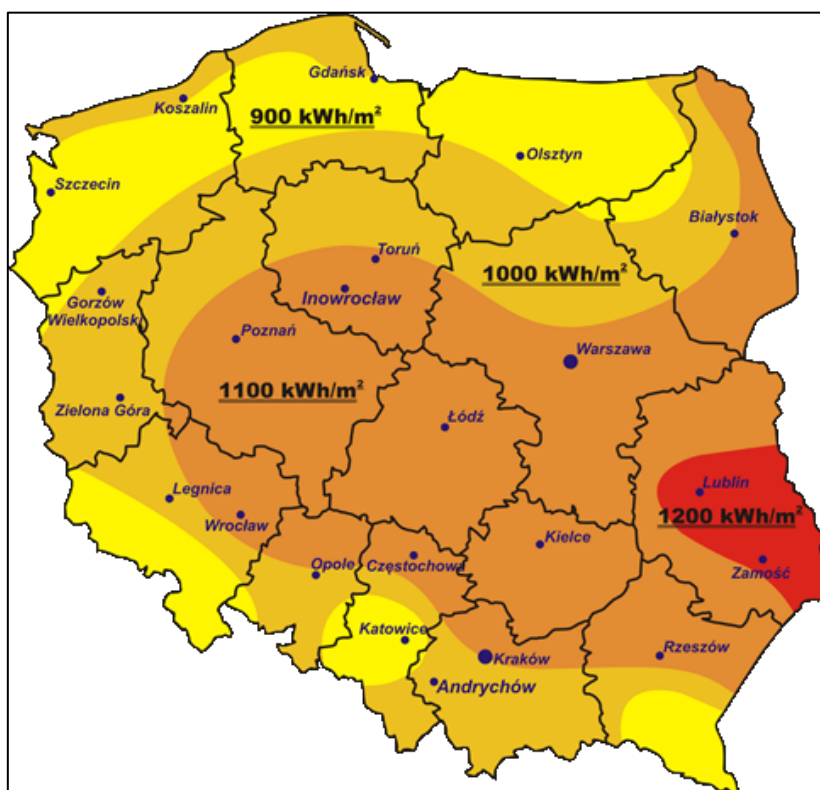 Gdańsk
Koszalin
900 kWh/m²
Olsztyn
Szczecin
Białystok
Toruń
1000 kWh/m²
Gorzów
Wielkopolski
Inowrocław
Poznań
Warszawa
1100 kWh/m²
Zielona Góra
Łódź
Legnica
Lublin
Wrocław
1200 kWh/m²
Kielce
Opole
Częstochowa
Zamość
Katowice
Kraków
Rzeszów
Andrychów